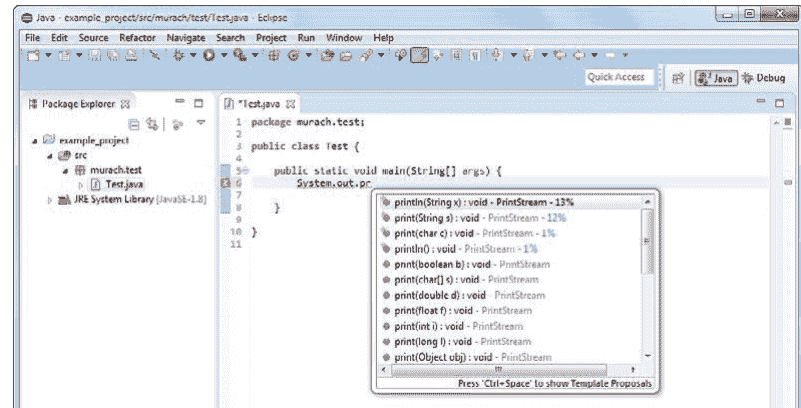 Java - example_project/src/murach/test/Test.java - Eclipse
File Edit Source Refactor Navigate Search Project Run Window Help
Quick Access
Java Debug
Package Explorer
example_project
src
murach.test
Test.java
JRE System Library [JavaSE-1.8]
*Test.java
1 package murach.test;
2
3 public class Test {
4
5 public static void main(String[] args) {
6 System.out.pr
7
8 }
9
10 }
11
println(String x) : void - PrintStream - 13%
print(String s) : void - PrintStream - 12%
print(char c) : void - PrintStream - 1%
println() : void - PrintStream - 1%
print(boolean b) : void - PrintStream
print(char[] s) : void - PrintStream
print(double d) : void - PrintStream
print(float f) : void - PrintStream
print(int i) : void - PrintStream
print(long l) : void - PrintStream
print(Object obj) : void - PrintStream
Press 'Ctrl+Space' to show Template Proposals